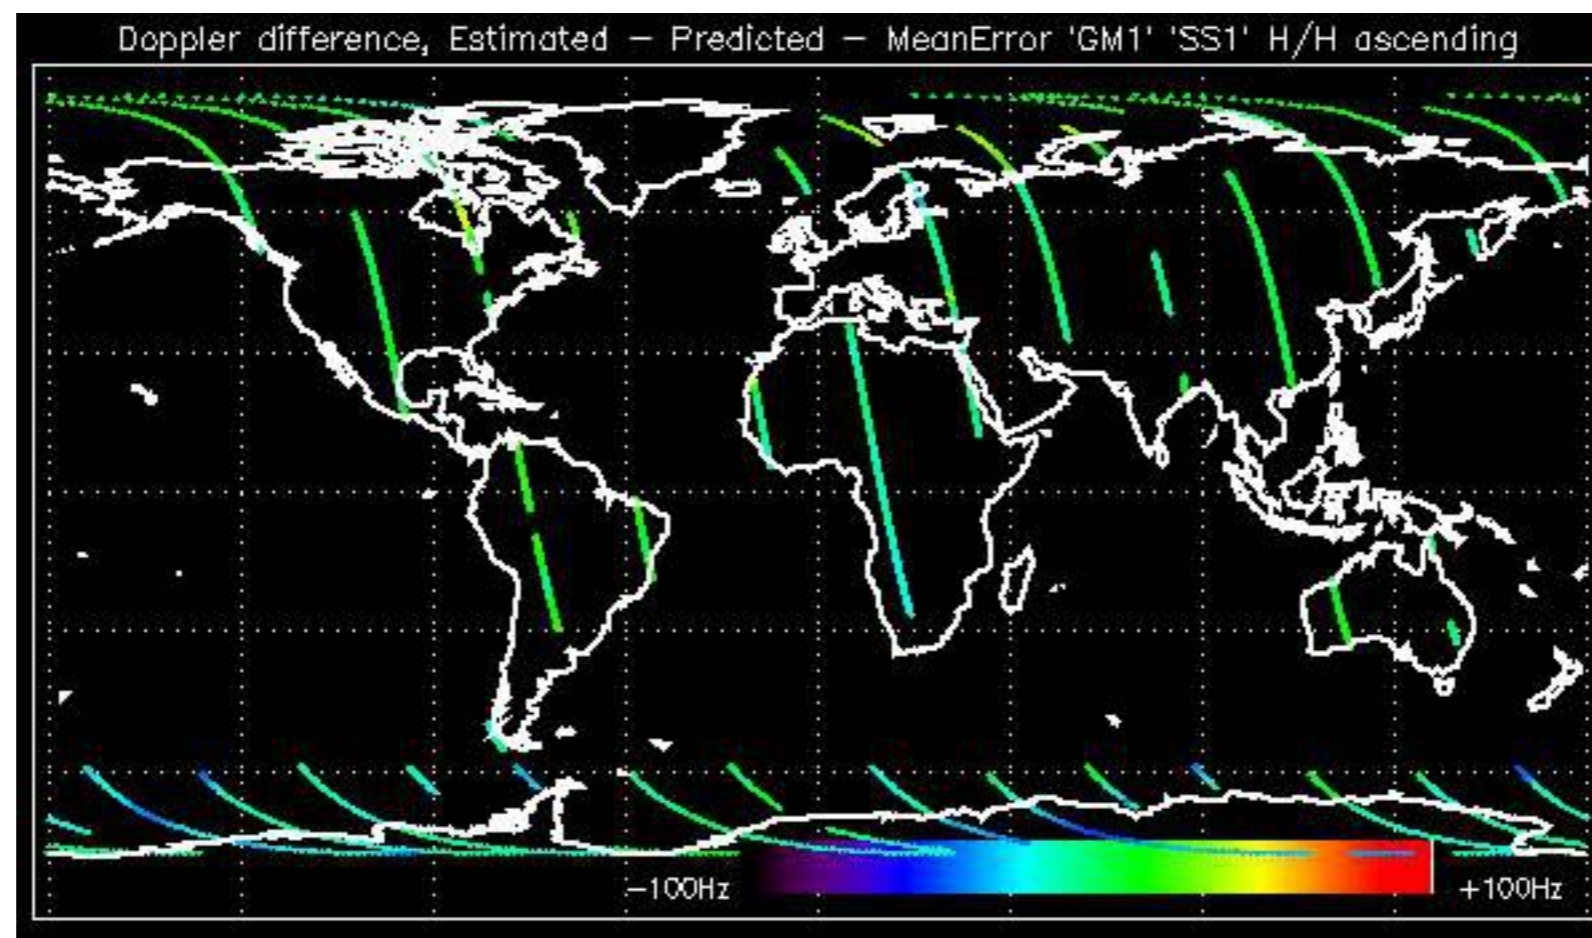 Doppler difference, Estimated – Predicted – MeanError 'GM1' 'SS1' H/H ascending
–100Hz
+100Hz